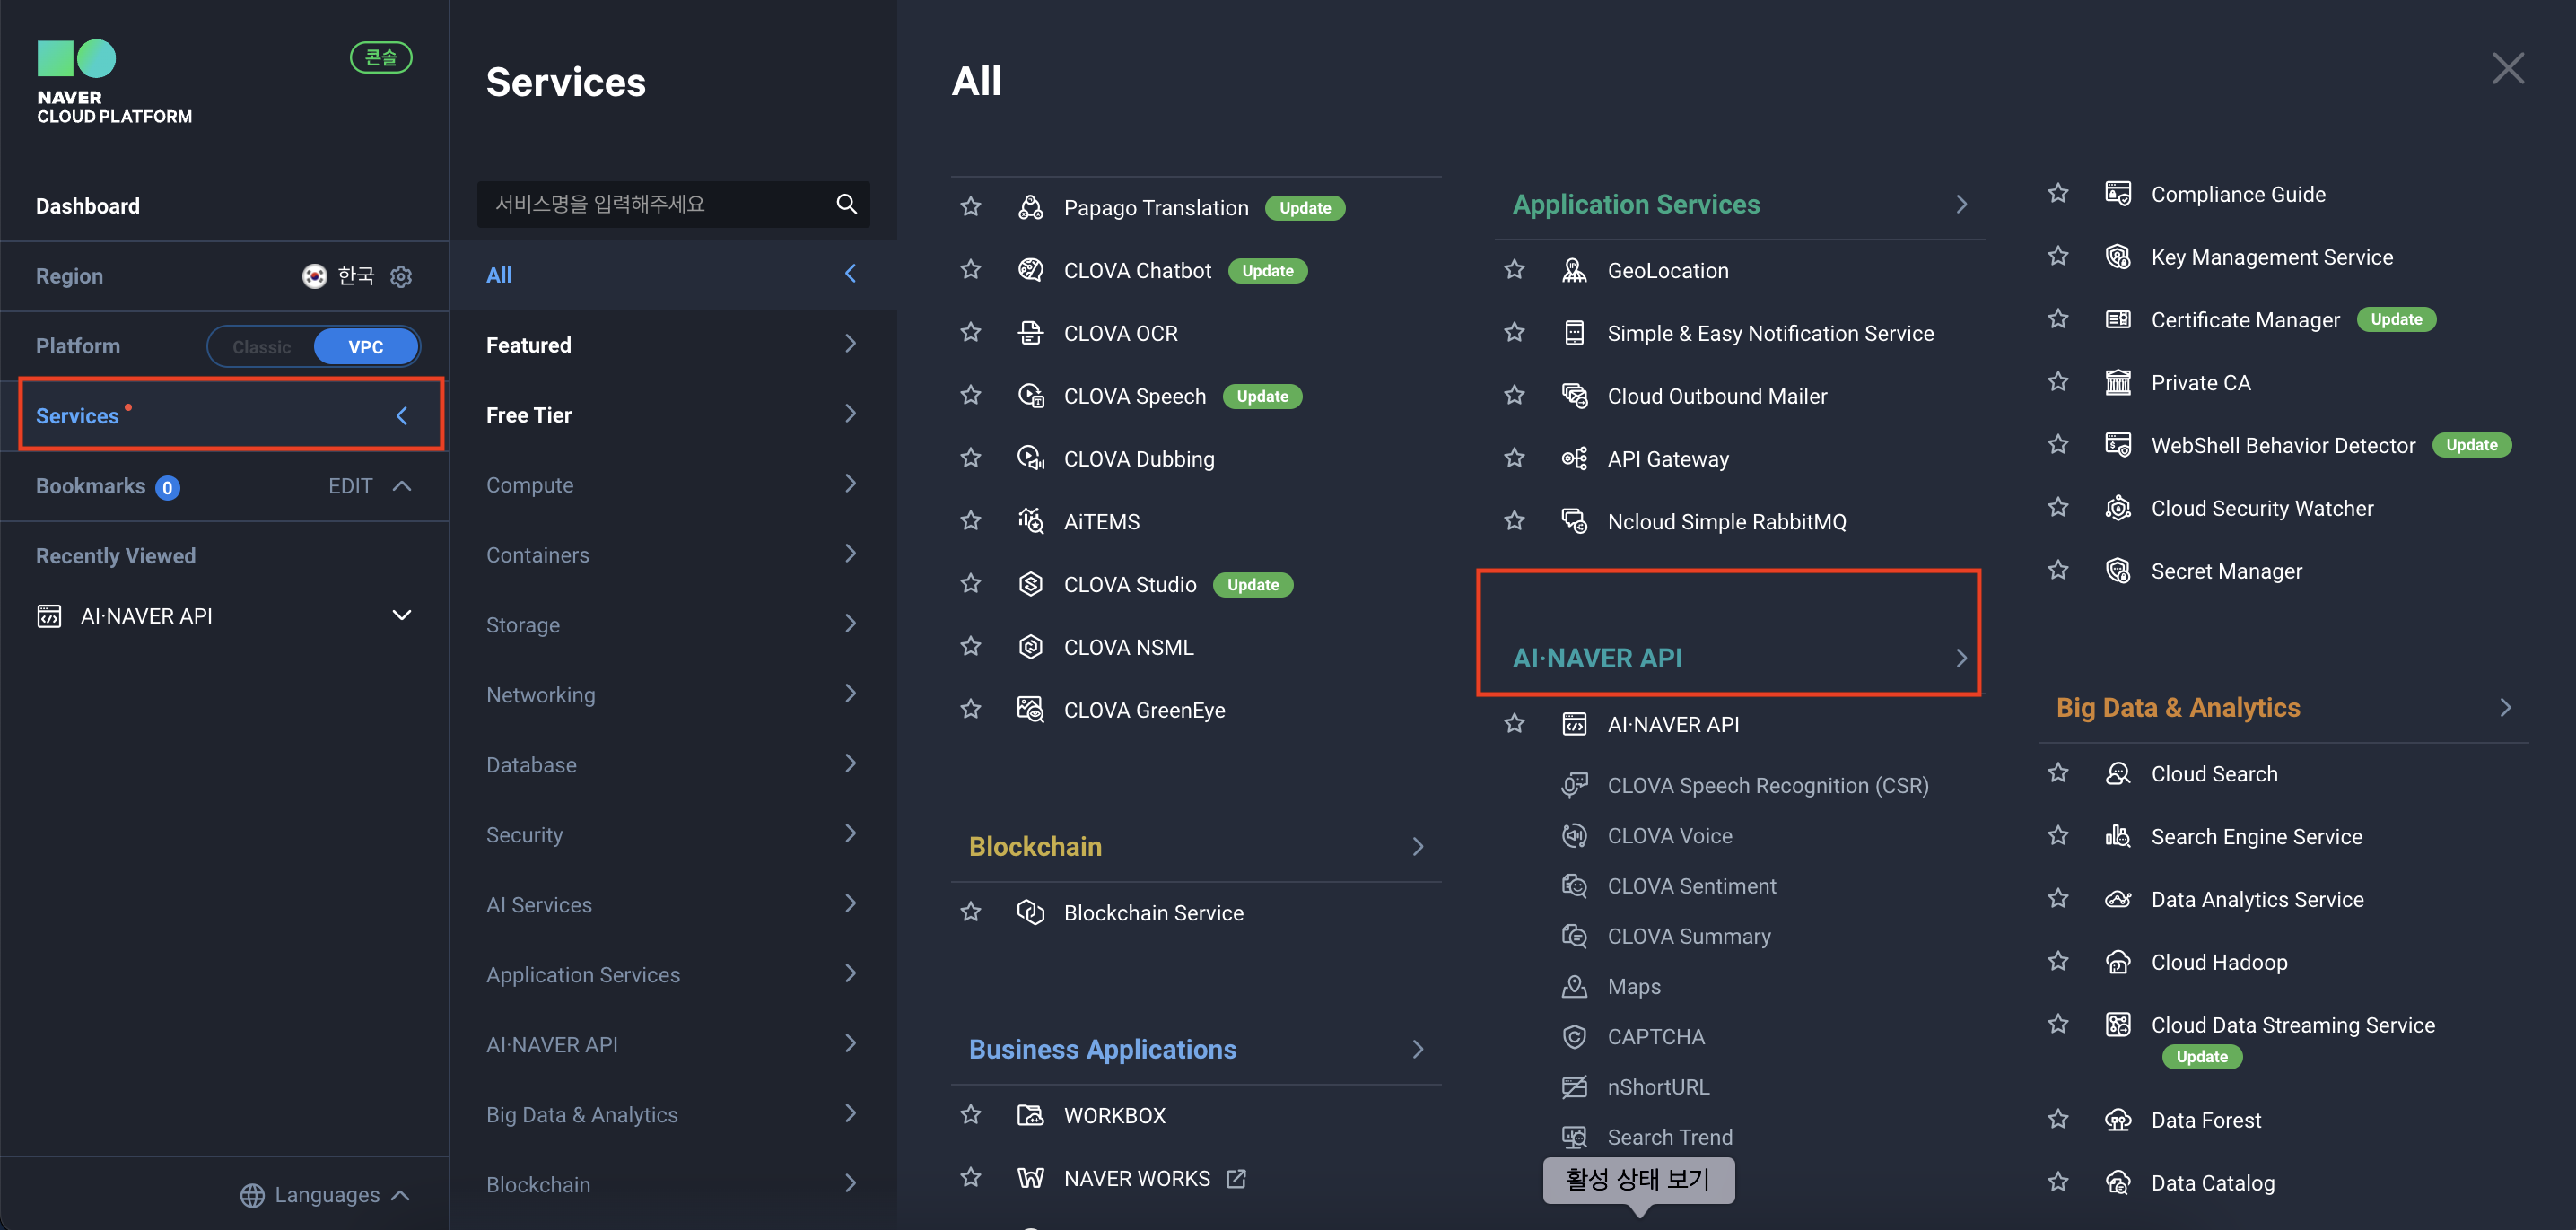 NAVER
CLOUD PLATFORM
콘솔
Dashboard
Region
한국
Platform
Classic
VPC
Services
Bookmarks 0
EDIT
Recently Viewed
AI·NAVER API
Languages
Services
서비스명을 입력해주세요
All
Featured
Free Tier
Compute
Containers
Storage
Networking
Database
Security
AI Services
Application Services
AI·NAVER API
Big Data & Analytics
Blockchain
All
Papago Translation Update
CLOVA Chatbot Update
CLOVA OCR
CLOVA Speech Update
CLOVA Dubbing
AiTEMS
CLOVA Studio Update
CLOVA NSML
CLOVA GreenEye
Blockchain
Blockchain Service
Business Applications
WORKBOX
NAVER WORKS
Application Services
GeoLocation
Simple & Easy Notification Service
Cloud Outbound Mailer
API Gateway
Ncloud Simple RabbitMQ
AI·NAVER API
AI·NAVER API
CLOVA Speech Recognition (CSR)
CLOVA Voice
CLOVA Sentiment
CLOVA Summary
Maps
CAPTCHA
nShortURL
Search Trend
활성 상태 보기
Compliance Guide
Key Management Service
Certificate Manager Update
Private CA
WebShell Behavior Detector Update
Cloud Security Watcher
Secret Manager
Big Data & Analytics
Cloud Search
Search Engine Service
Data Analytics Service
Cloud Hadoop
Cloud Data Streaming Service
Update
Data Forest
Data Catalog